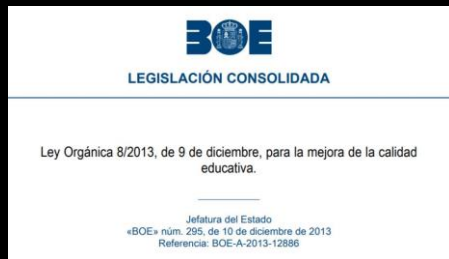 BOE
LEGISLACIÓN CONSOLIDADA
Ley Orgánica 8/2013, de 9 de diciembre, para la mejora de la calidad
educativa.
Jefatura del Estado
«BOE» núm. 295, de 10 de diciembre de 2013
Referencia: BOE-A-2013-12886